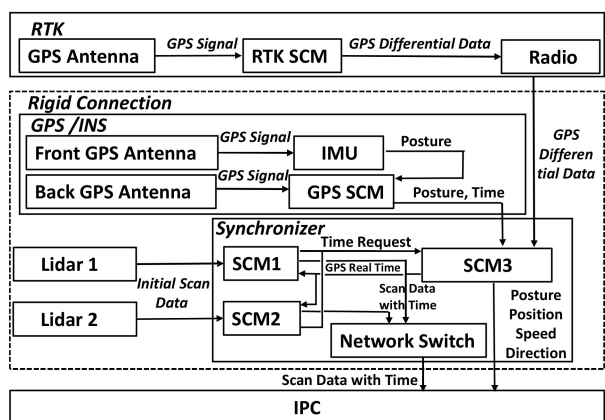 RTK
GPS Antenna
GPS Signal
RTK SCM
GPS Differential Data
Radio
Rigid Connection
GPS /INS
Front GPS Antenna
GPS Signal
IMU
Posture
Back GPS Antenna
GPS Signal
GPS SCM
Posture, Time
GPS
Differen
tial Data
Synchronizer
Lidar 1
Initial Scan
Data
Lidar 2
SCM1
Time Request
GPS Real Time
SCM3
Scan Data
with Time
SCM2
Network Switch
Posture
Position
Speed
Direction
Scan Data with Time
IPC